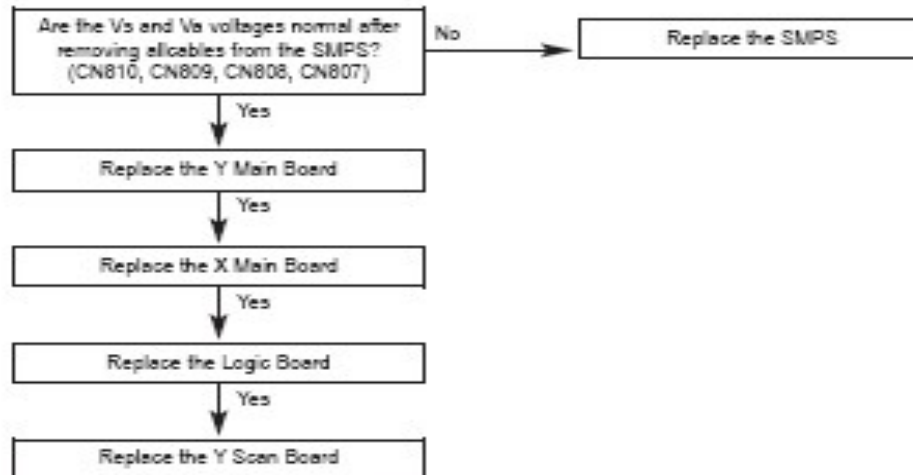 Are the Vs and Va voltages normal after
removing allcables from the SMPS?
(CN810, CN809, CN808, CN807)
No
Replace the SMPS
Yes
Replace the Y Main Board
Yes
Replace the X Main Board
Yes
Replace the Logic Board
Yes
Replace the Y Scan Board